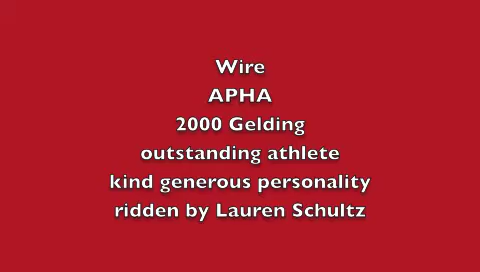 Wire
APHA
2000 Gelding
outstanding athlete
kind generous personality
ridden by Lauren Schultz